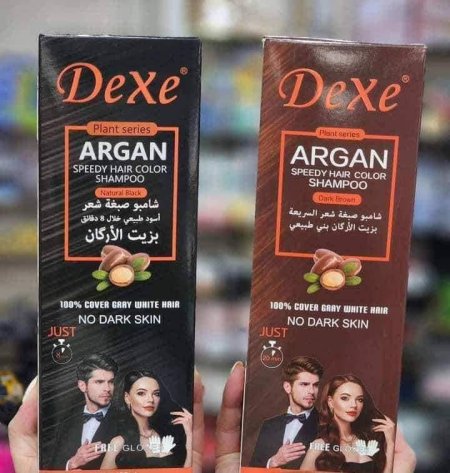 DeXe®
Plant series
ARGAN
SPEEDY HAIR COLOR
SHAMPOO
Natural Black
شامبو صبغة شعر
أسود طبيعي خلال 8 دقائق
بزيت الأرگان
100% COVER GRAY WHITE HAIR
NO DARK SKIN
JUST
FREE GLOVES
DeXe®
Plant series
ARGAN
SPEEDY HAIR COLOR
SHAMPOO
Dark Brown
شامبو صبغة شعر السريعة
بزيت الأرگان بني طبيعي
100% COVER GRAY WHITE HAIR
NO DARK SKIN
JUST
20 min
FREE GLOVES